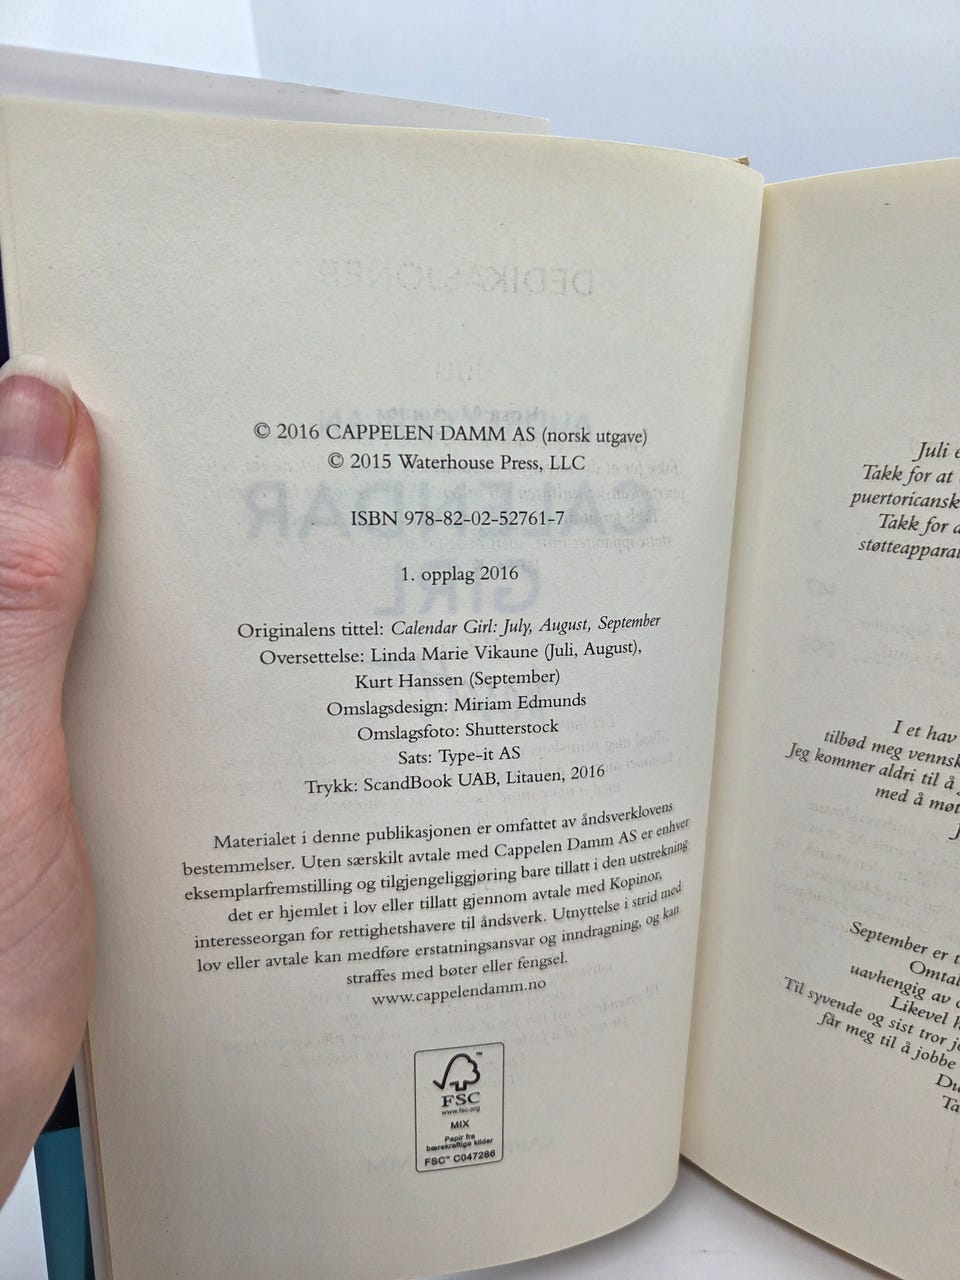 © 2016 CAPPELEN DAMM AS (norsk utgave)
© 2015 Waterhouse Press, LLC
ISBN 978-82-02-52761-7
1. opplag 2016
Originalens tittel: Calendar Girl: July, August, September
Oversettelse: Linda Marie Vikaune (Juli, August),
Kurt Hanssen (September)
Omslagsdesign: Miriam Edmunds
Omslagsfoto: Shutterstock
Sats: Type-it AS
Trykk: ScandBook UAB, Litauen, 2016
Materialet i denne publikasjonen er omfattet av åndsverklovens
bestemmelser. Uten særskilt avtale med Cappelen Damm AS er enhver
eksemplarfremstilling og tilgjengeliggjøring bare tillatt i den utstrekning
det er hjemlet i lov eller tillatt gjennom avtale med Kopinor,
interesseorgan for rettighetshavere til åndsverk. Utnyttelse i strid med
lov eller avtale kan medføre erstatningsansvar og inndragning, og kan
straffes med bøter eller fengsel.
www.cappelendamm.no
FSC™
www.fsc.org
MIX
Papir fra
bærekraftige kilder
FSC™ C047286
Juli e
Takk for at
puertoricansk
Takk for a
støtteapparat
I et hav
tilbød meg vennsk
Jeg kommer aldri til å
med å møt
J
September er t
Omtal
uavhengig av
Likevel h
Til syvende og sist tror j
får meg til å jobbe
Du
Ta